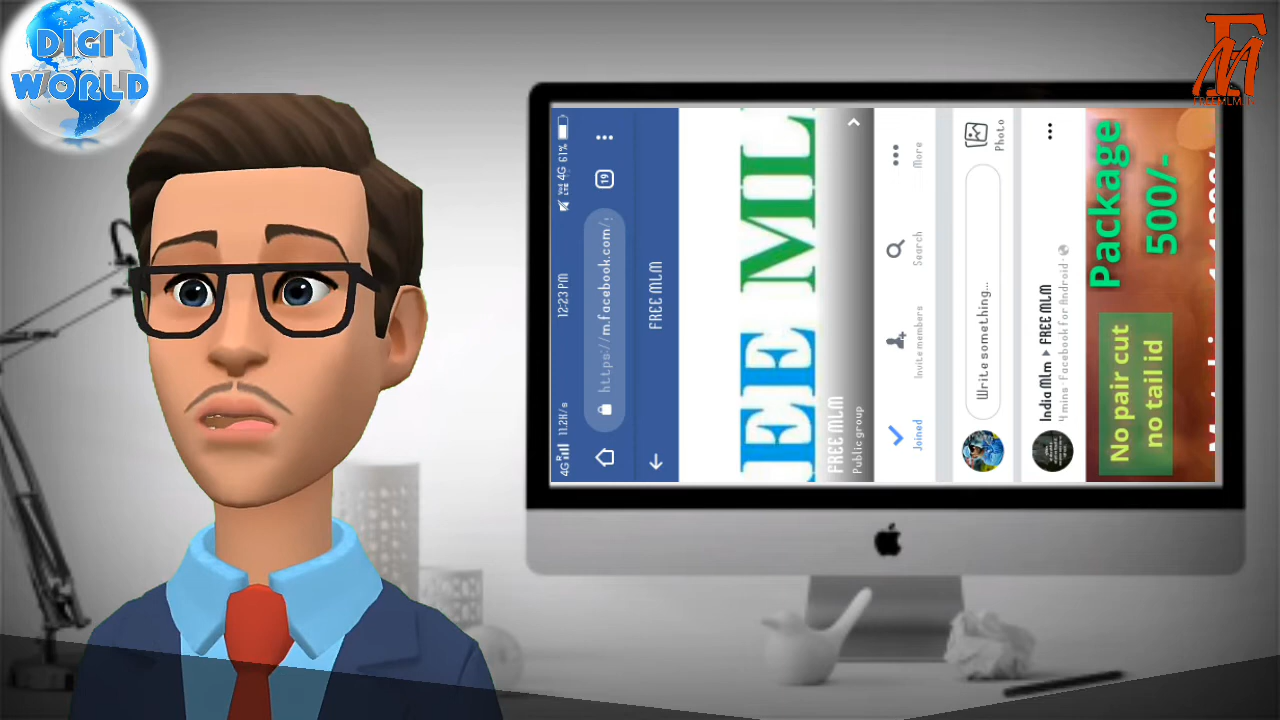 DIGI
WORLD
FREEMLM.
4G
11.2K/s
12:23 PM
4G 61%
https://m.facebook.com/
19
FREE MLM
EE ML
FREE MLM
Public group
Joined
Invite members
Search
More
Write something...
Photo
India MLm ▸ FREE MLM
4 mins · Facebook for Android ·
No pair cut
no tail id
Package
500/-